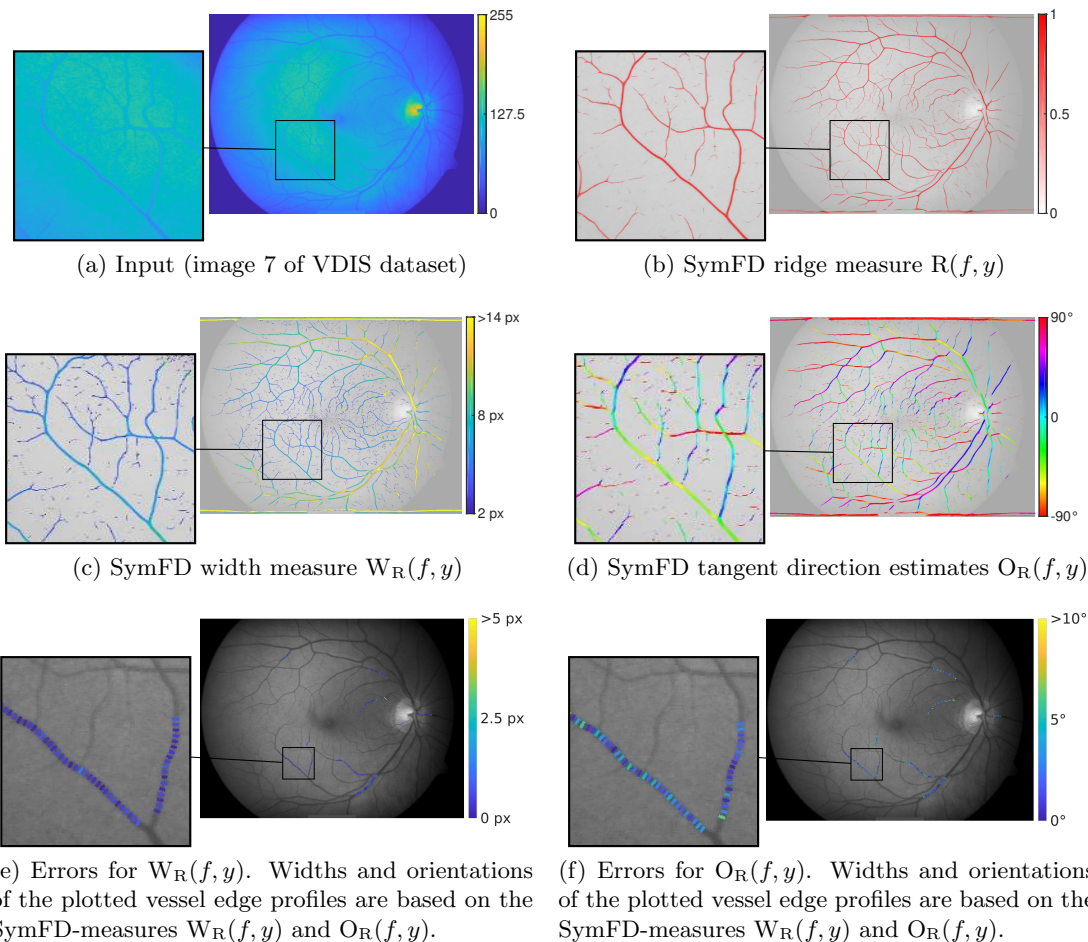 255
127.5
0
(a) Input (image 7 of VDIS dataset)
1
0.5
0
(b) SymFD ridge measure R(f, y)
>14 px
8 px
2 px
(c) SymFD width measure W_R(f, y)
90°
0
-90°
(d) SymFD tangent direction estimates O_R(f, y)
>5 px
2.5 px
0 px
e) Errors for W_R(f, y). Widths and orientations
of the plotted vessel edge profiles are based on the
SymFD-measures W_R(f, y) and O_R(f, y).
>10°
5°
0°
(f) Errors for O_R(f, y). Widths and orientations
of the plotted vessel edge profiles are based on the
SymFD-measures W_R(f, y) and O_R(f, y).